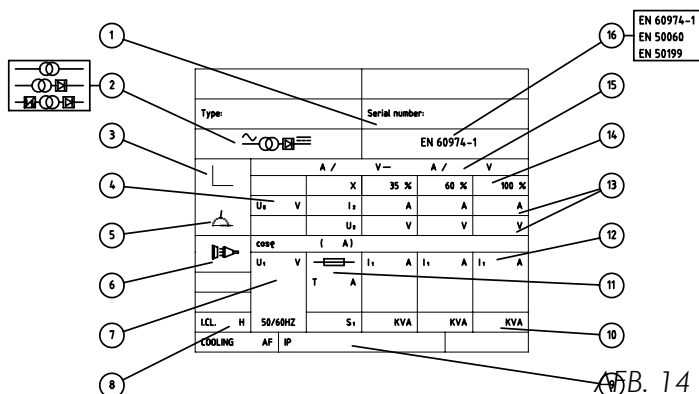 1
16
EN 60974-1
EN 50060
EN 50199
2
15
Type:
Serial number:
EN 60974-1
3
14
A / V— A / V
X 35 % 60 % 100 %
4
U₀ V I₂ A A A
13
5
U₂ V V V
cosφ ( A)
12
6
U₁ V I₁ A I₁ A I₁ A
T A
11
7
I.CL. H 50/60HZ S₁ KVA KVA KVA
10
COOLING AF IP
8
9
AFB. 14